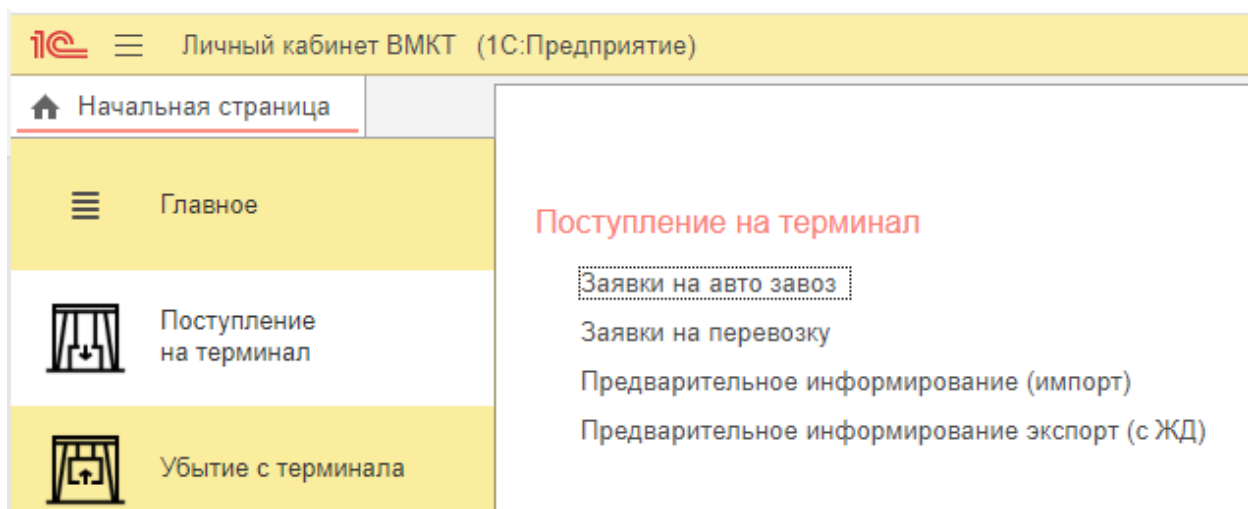 1С Личный кабинет ВМКТ (1С:Предприятие)
Начальная страница
Главное
Поступление
на терминал
Убытие с терминала
Поступление на терминал
Заявки на авто завоз
Заявки на перевозку
Предварительное информирование (импорт)
Предварительное информирование экспорт (с ЖД)